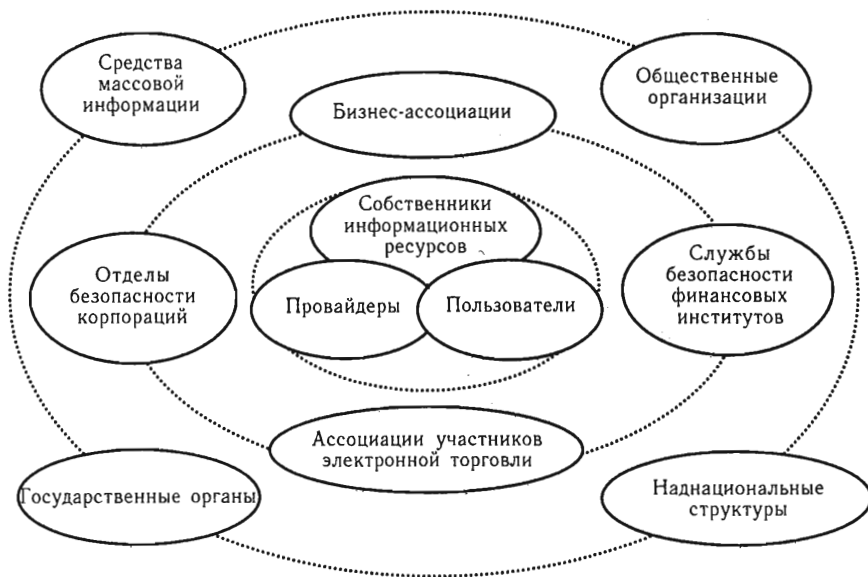 Средства
массовой
информации
Общественные
организации
Бизнес-ассоциации
Собственники
информационных
ресурсов
Отделы
безопасности
корпораций
Провайдеры
Пользователи
Службы
безопасности
финансовых
институтов
Ассоциации участников
электронной торговли
Государственные органы
Наднациональные
структуры